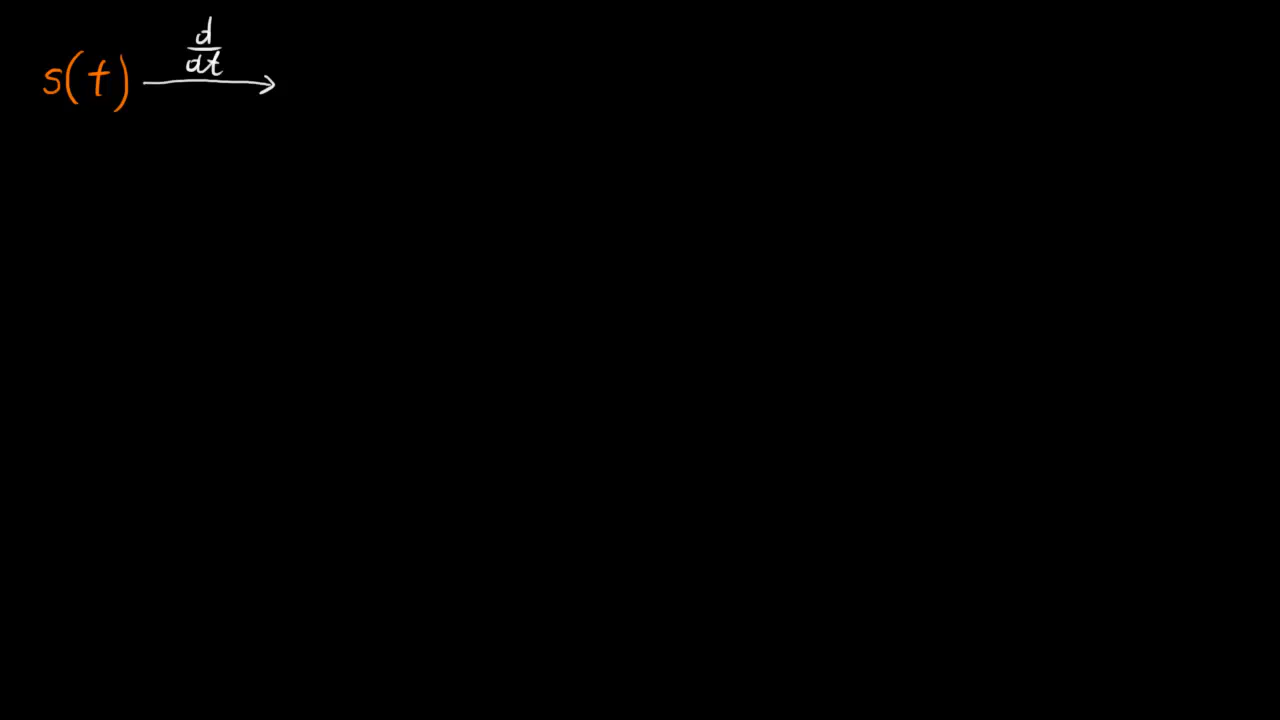 s(t) d/dt →